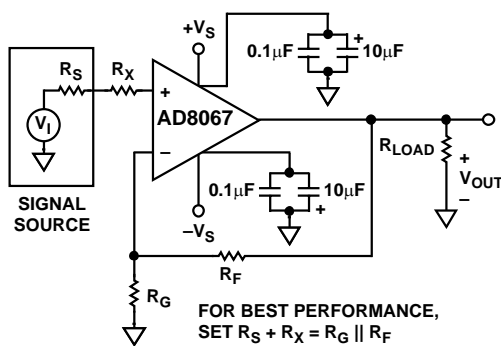 +V_S
0.1μF
+
10μF
R_S
R_X
+
AD8067
V_I
−
R_LOAD
+
V_OUT
−
SIGNAL
SOURCE
−V_S
0.1μF
10μF
+
R_F
R_G
FOR BEST PERFORMANCE,
SET R_S + R_X = R_G || R_F